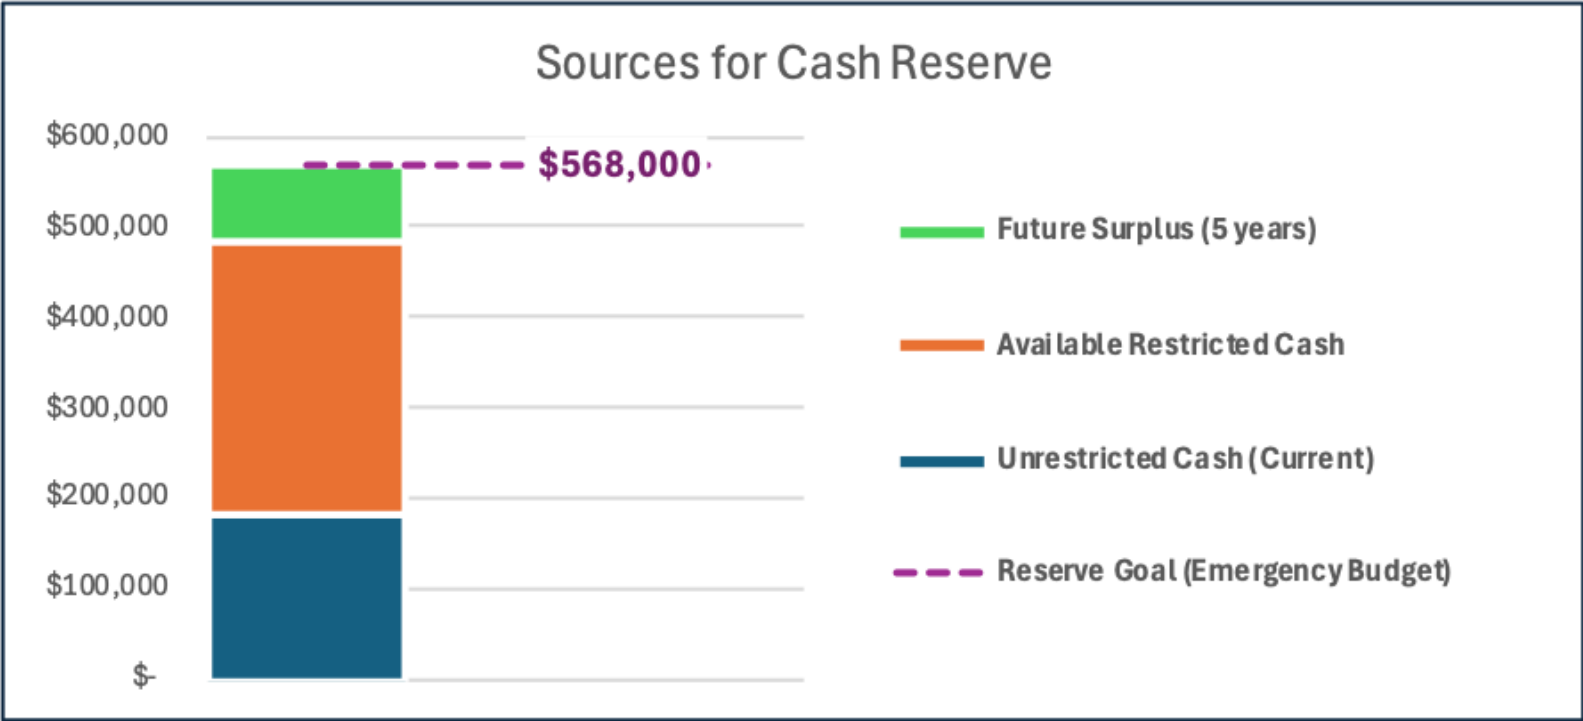 Sources for Cash Reserve
$600,000
$568,000
$500,000
$400,000
$300,000
$200,000
$100,000
$-
Future Surplus (5 years)
Available Restricted Cash
Unrestricted Cash (Current)
Reserve Goal (Emergency Budget)